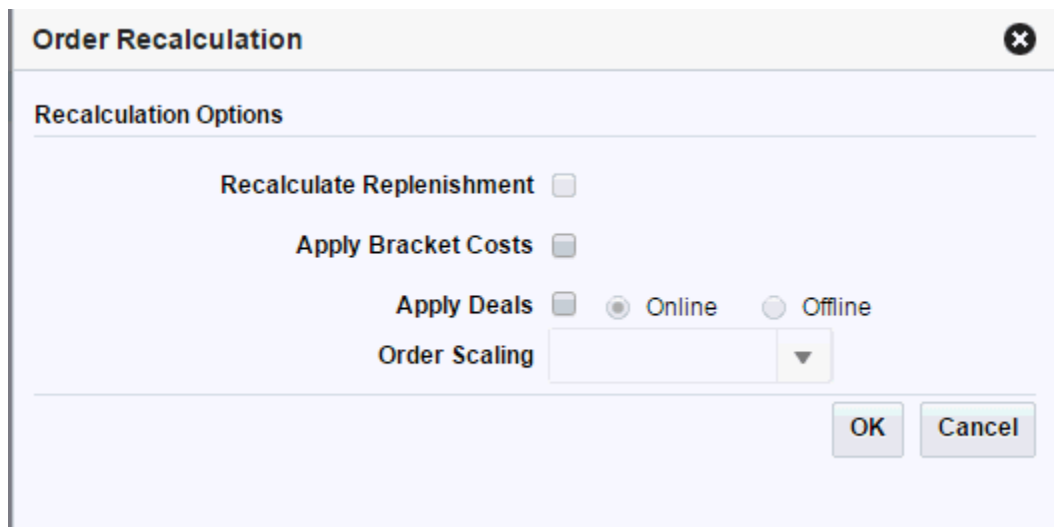 Order Recalculation
Recalculation Options
Recalculate Replenishment
Apply Bracket Costs
Apply Deals Online Offline
Order Scaling
OK Cancel